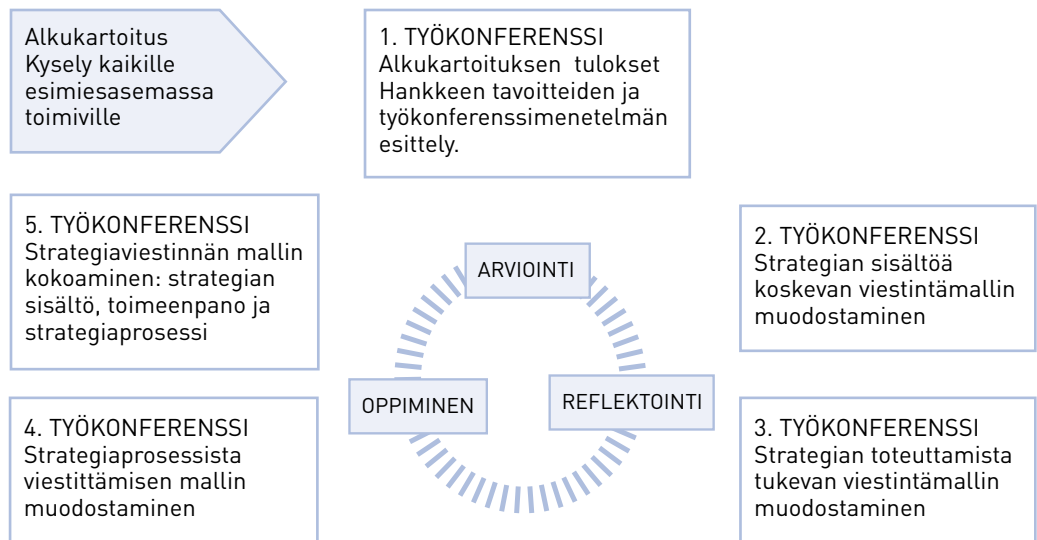 Alkukartoitus
Kysely kaikille
esimiesasemassa
toimiville
1. TYÖKONFERENSSI
Alkukartoituksen tulokset
Hankkeen tavoitteiden ja
työkonferenssimenetelmän
esittely.
2. TYÖKONFERENSSI
Strategian sisältöä
koskevan viestintämallin
muodostaminen
3. TYÖKONFERENSSI
Strategian toteuttamista
tukevan viestintämallin
muodostaminen
4. TYÖKONFERENSSI
Strategiaprosessista
viestittämisen mallin
muodostaminen
5. TYÖKONFERENSSI
Strategiaviestinnän mallin
kokoaminen: strategian
sisältö, toimeenpano ja
strategiaprosessi
ARVIOINTI
REFLEKTOINTI
OPPIMINEN